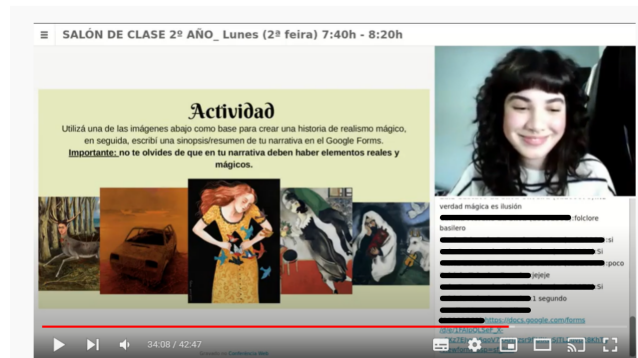 ≡ SALÓN DE CLASE 2º AÑO_ Lunes (2ª feira) 7:40h - 8:20h
Actividad
Utilizá una de las imágenes abajo como base para crear una historia de realismo mágico,
en seguida, escribí una sinopsis/resumen de tu narrativa en el Google Forms.
Importante: no te olvides de que en tu narrativa deben haber elementos reales y
mágicos.
verdad mágica es ilusión
:folclore
basilero
:si
:Si
:poco
:jejeje
:Si
:1 segundo
https://docs.google.com/forms
34:08 / 42:47